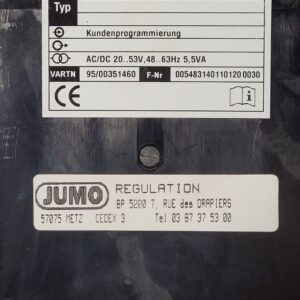 Typ
Kundenprogrammierung
AC/DC 20..53V,48..63Hz 5,5VA
VARTN 95/00351460 F-Nr 0054831401101200030
CE
i
JUMO REGULATION
BP 5200 7, RUE des DRAPIERS
57075 METZ CEDEX 3 Tel 03 87 37 53 00